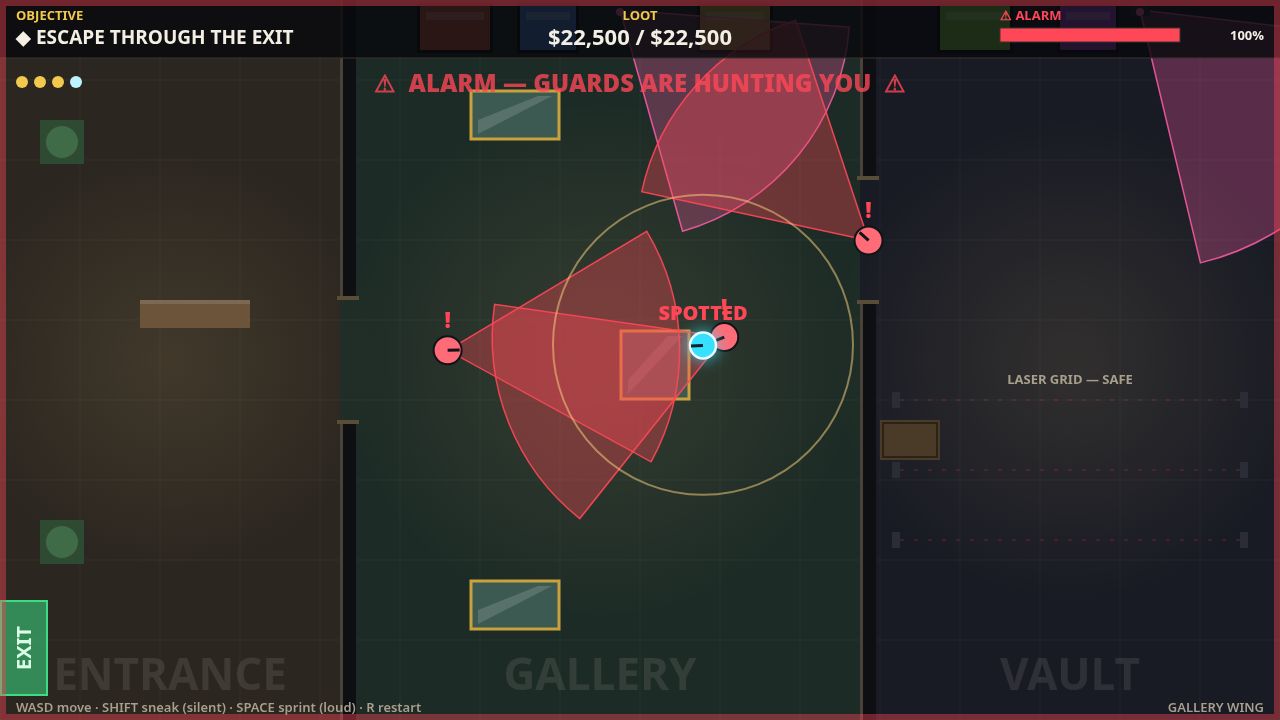 OBJECTIVE
◆ ESCAPE THROUGH THE EXIT
LOOT
$22,500 / $22,500
⚠ ALARM
100%
⚠ ALARM — GUARDS ARE HUNTING YOU ⚠
!
!
!
SPOTTED
LASER GRID — SAFE
EXIT
ENTRANCE
GALLERY
VAULT
WASD move · SHIFT sneak (silent) · SPACE sprint (loud) · R restart
GALLERY WING